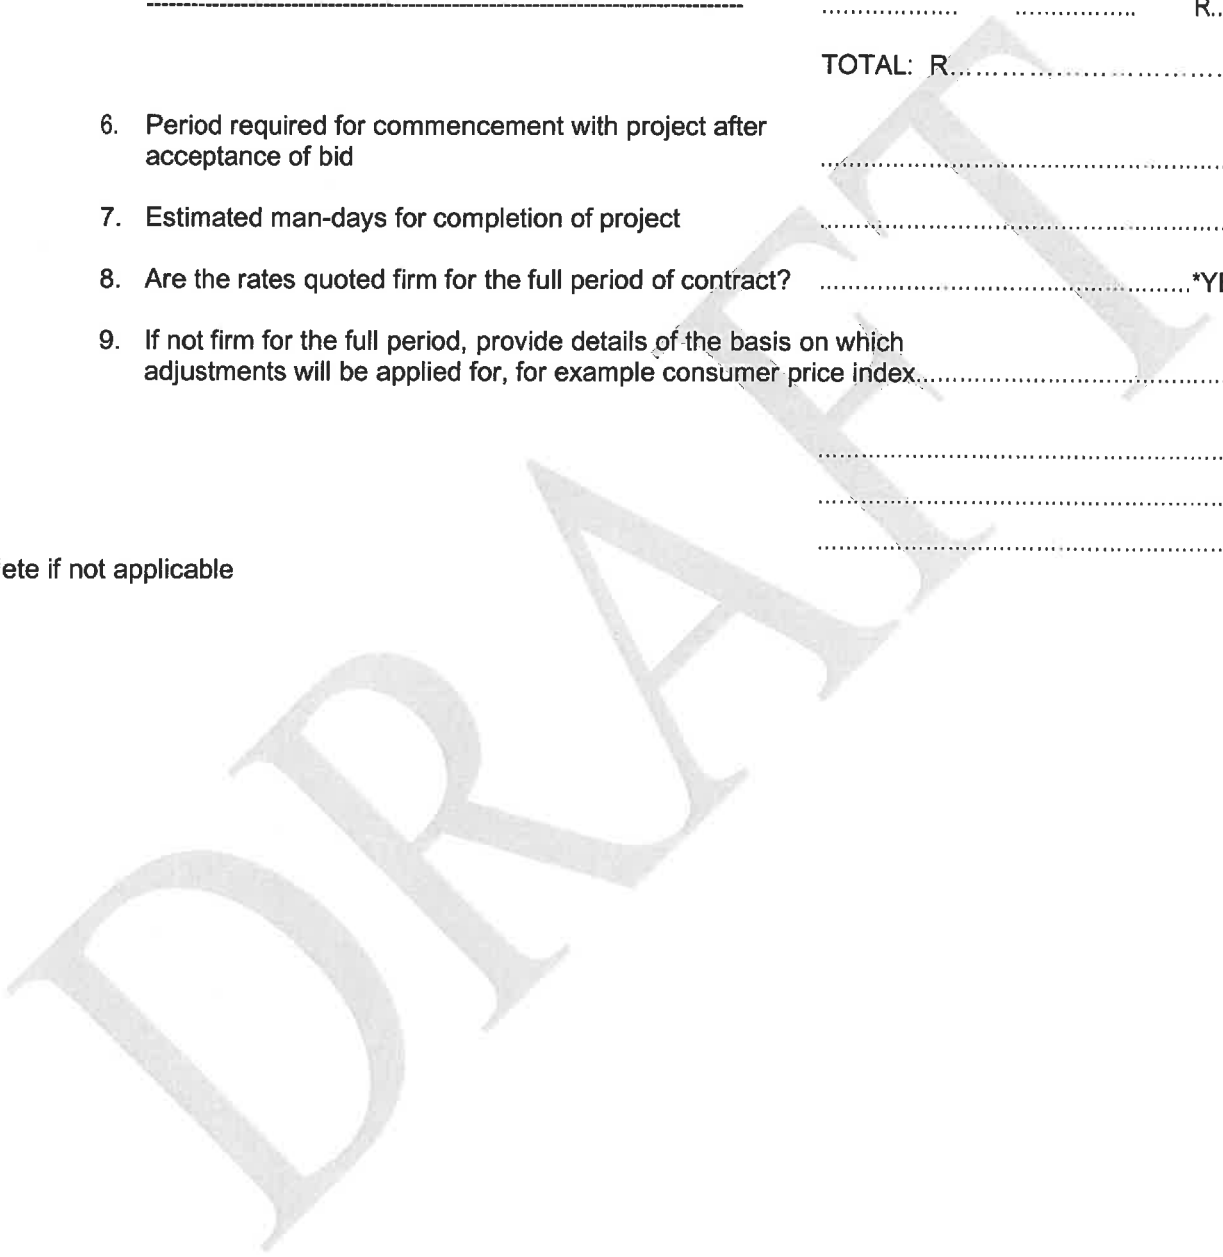 ---------------------------------------------------------------------------------- ................... ................. R..
TOTAL: R....................................
6. Period required for commencement with project after
acceptance of bid ..........................................................
7. Estimated man-days for completion of project ..........................................................
8. Are the rates quoted firm for the full period of contract? .....................................................*YE
9. If not firm for the full period, provide details of the basis on which
adjustments will be applied for, for example consumer price index............................................
..........................................................
..........................................................
..........................................................
ete if not applicable
DRAFT